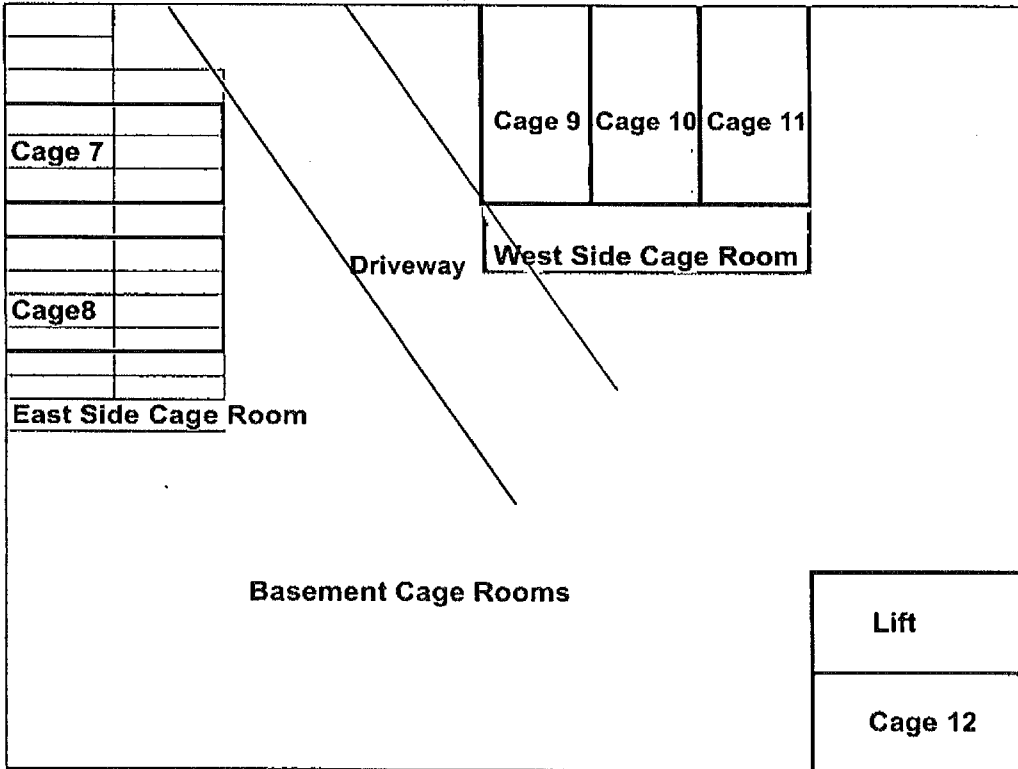 Cage 9 Cage 10 Cage 11
Cage 7
West Side Cage Room
Driveway
Cage8
East Side Cage Room
Basement Cage Rooms
Lift
Cage 12